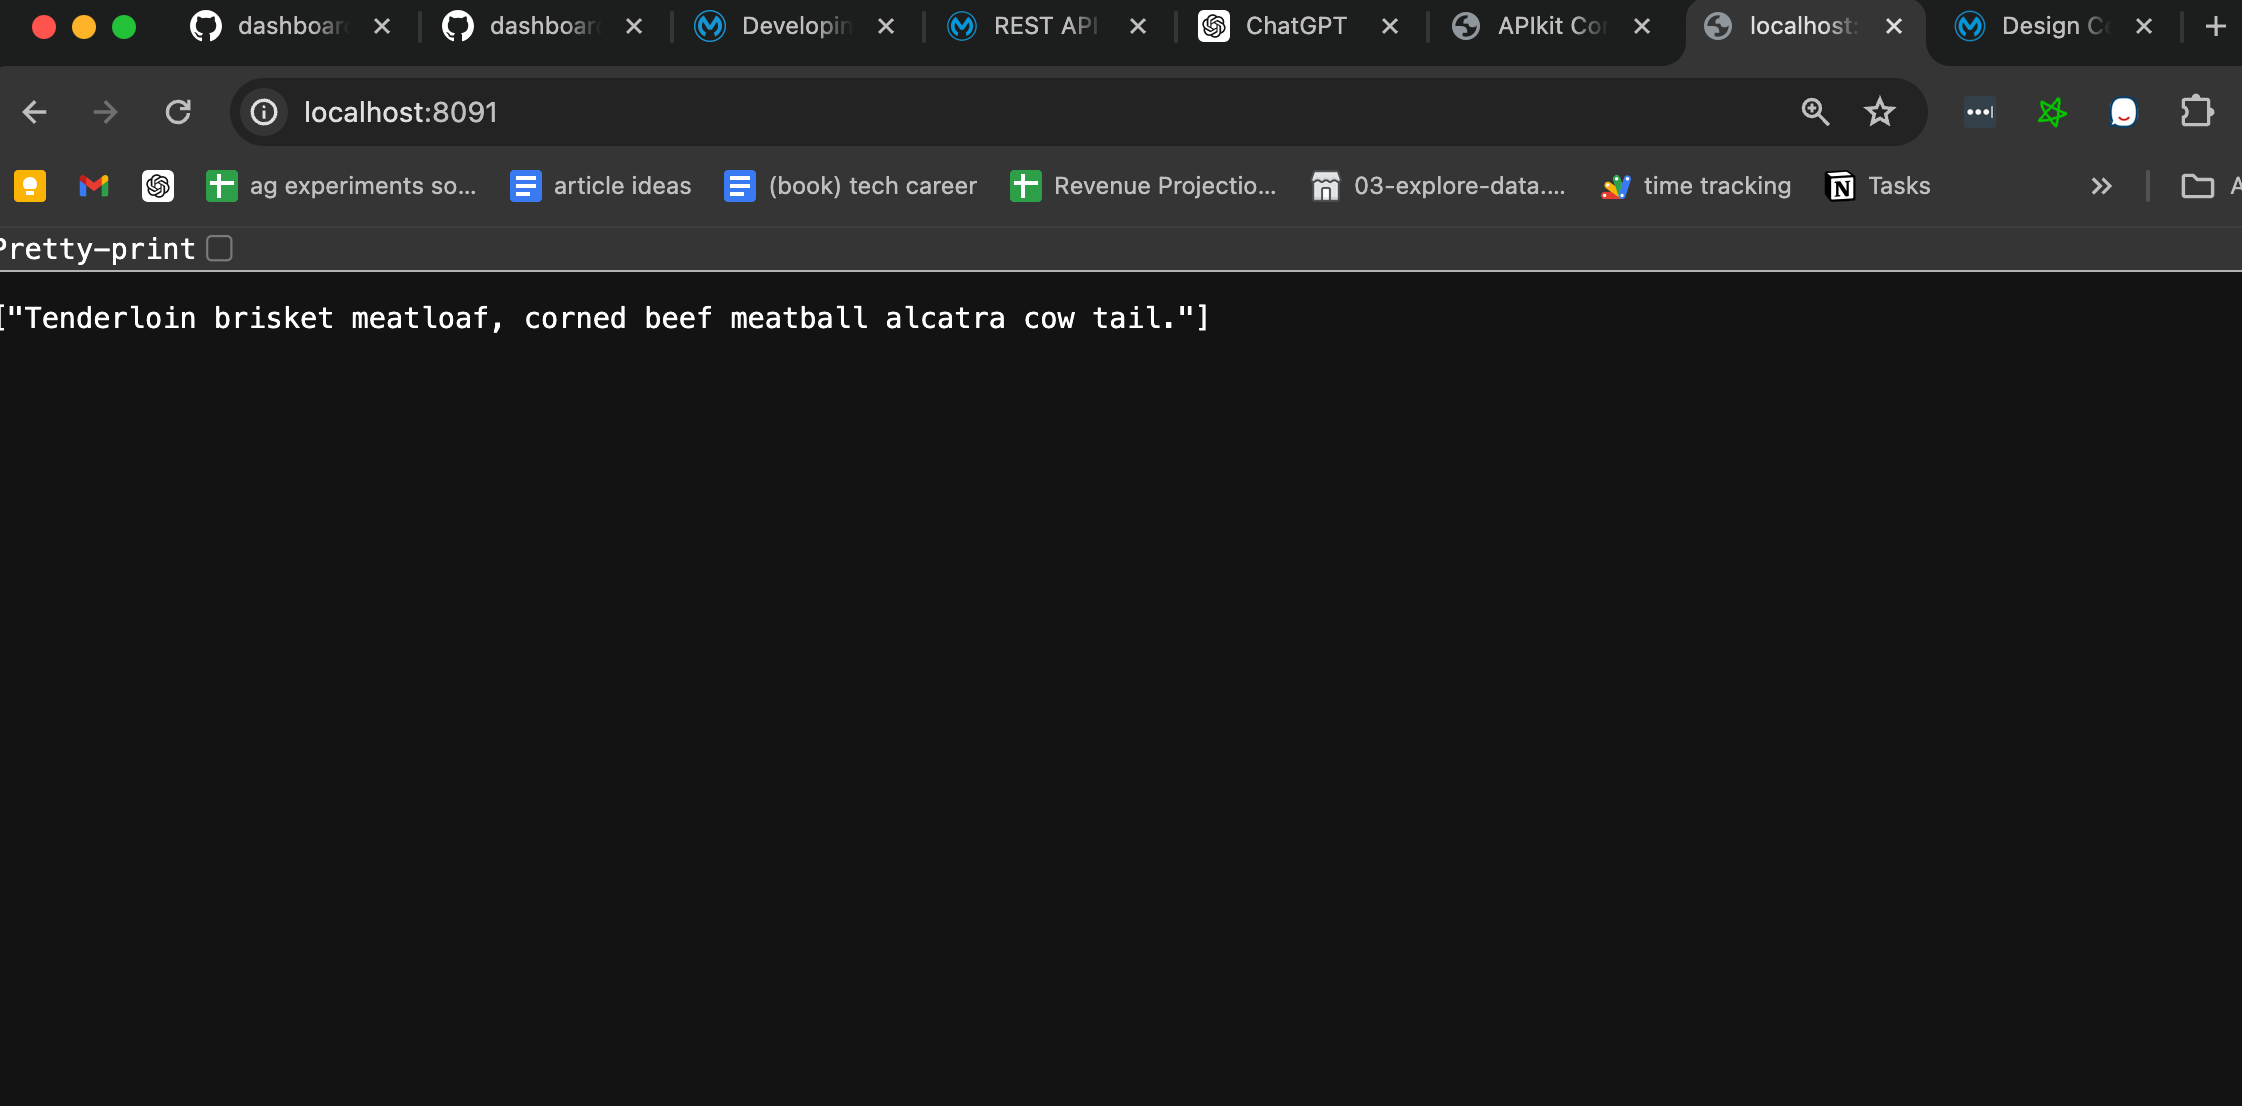 dashboar
dashboar
Developin
REST API
ChatGPT
APIkit Cor
localhost:
Design Ce
localhost:8091
ag experiments so...
article ideas
(book) tech career
Revenue Projectio...
03-explore-data....
time tracking
Tasks
A
Pretty-print
["Tenderloin brisket meatloaf, corned beef meatball alcatra cow tail."]